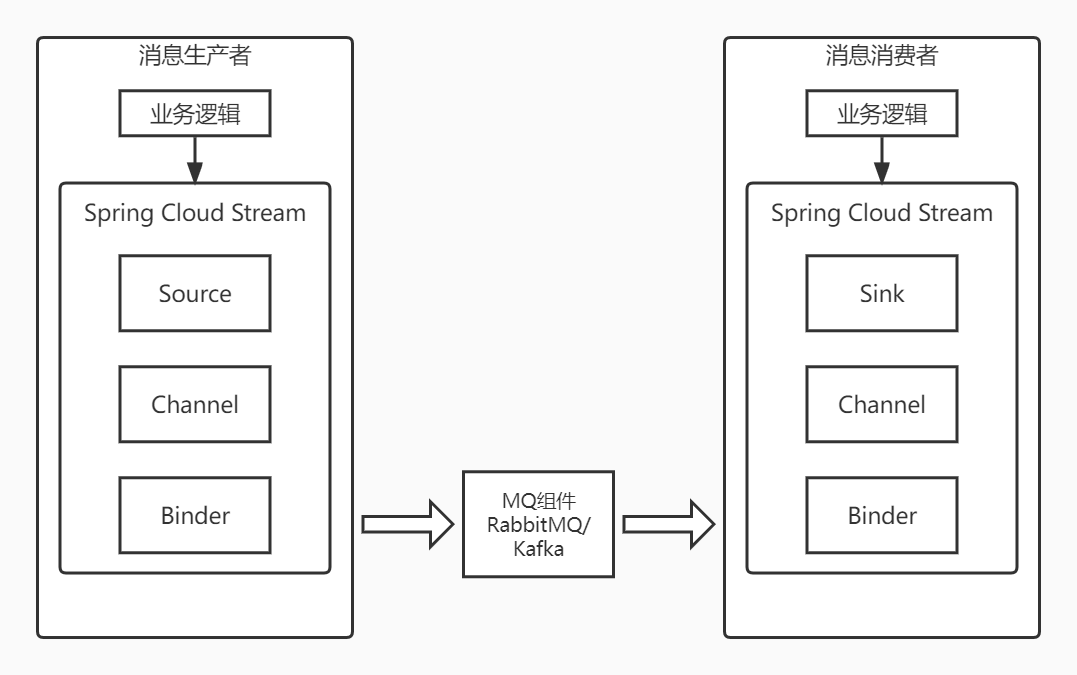 消息生产者
业务逻辑
Spring Cloud Stream
Source
Channel
Binder
MQ组件
RabbitMQ/
Kafka
消息消费者
业务逻辑
Spring Cloud Stream
Sink
Channel
Binder